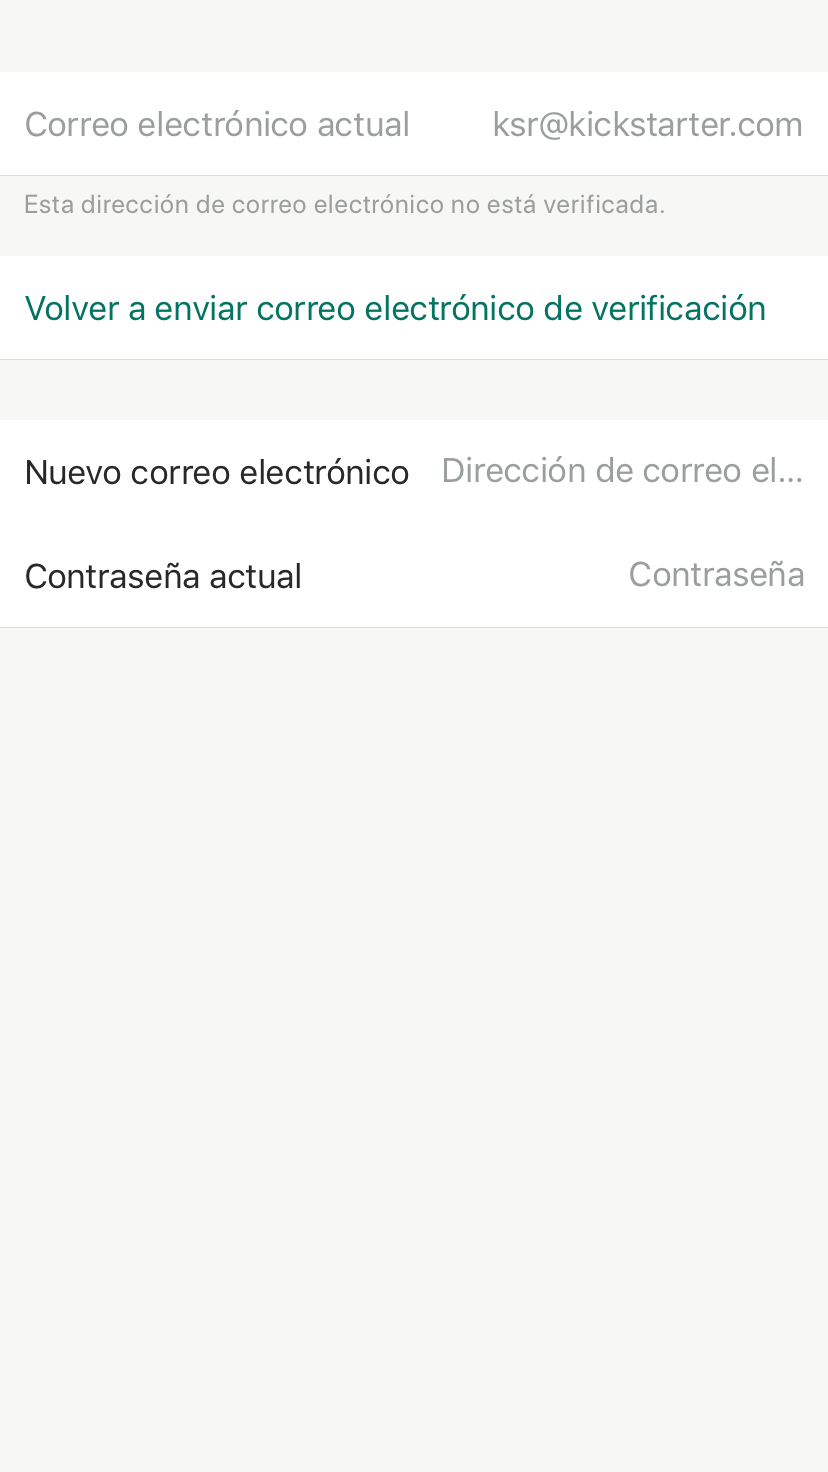 Correo electrónico actual ksr@kickstarter.com
Esta dirección de correo electrónico no está verificada.
Volver a enviar correo electrónico de verificación
Nuevo correo electrónico Dirección de correo el...
Contraseña actual Contraseña